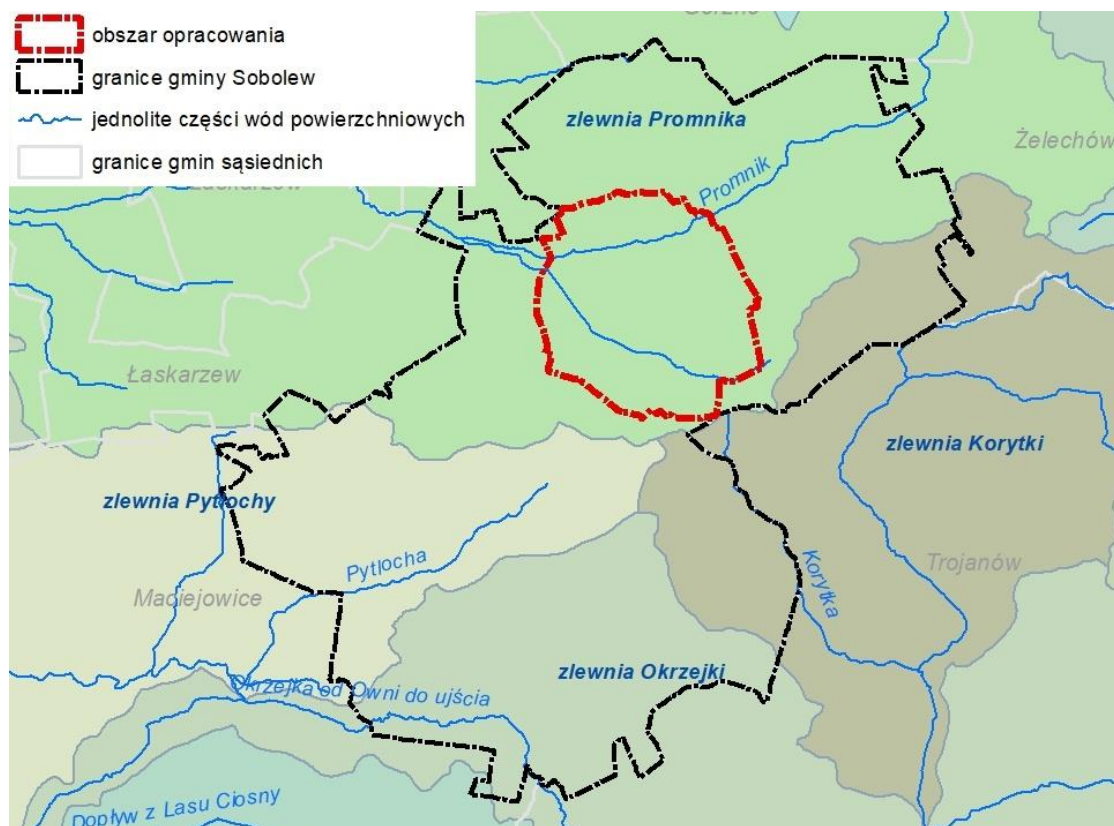 obszar opracowania
granice gminy Sobolew
jednolite części wód powierzchniowych
granice gmin sąsiednich
zlewnia Promnika
Żelechów
Promnik
Łaskarzew
zlewnia Korytki
zlewnia Pytlochy
Pytlocha
Trojanów
Korytka
Maciejowice
zlewnia Okrzejki
Okrzejka od Owni do ujścia
Dopływ z Lasu Ciosny